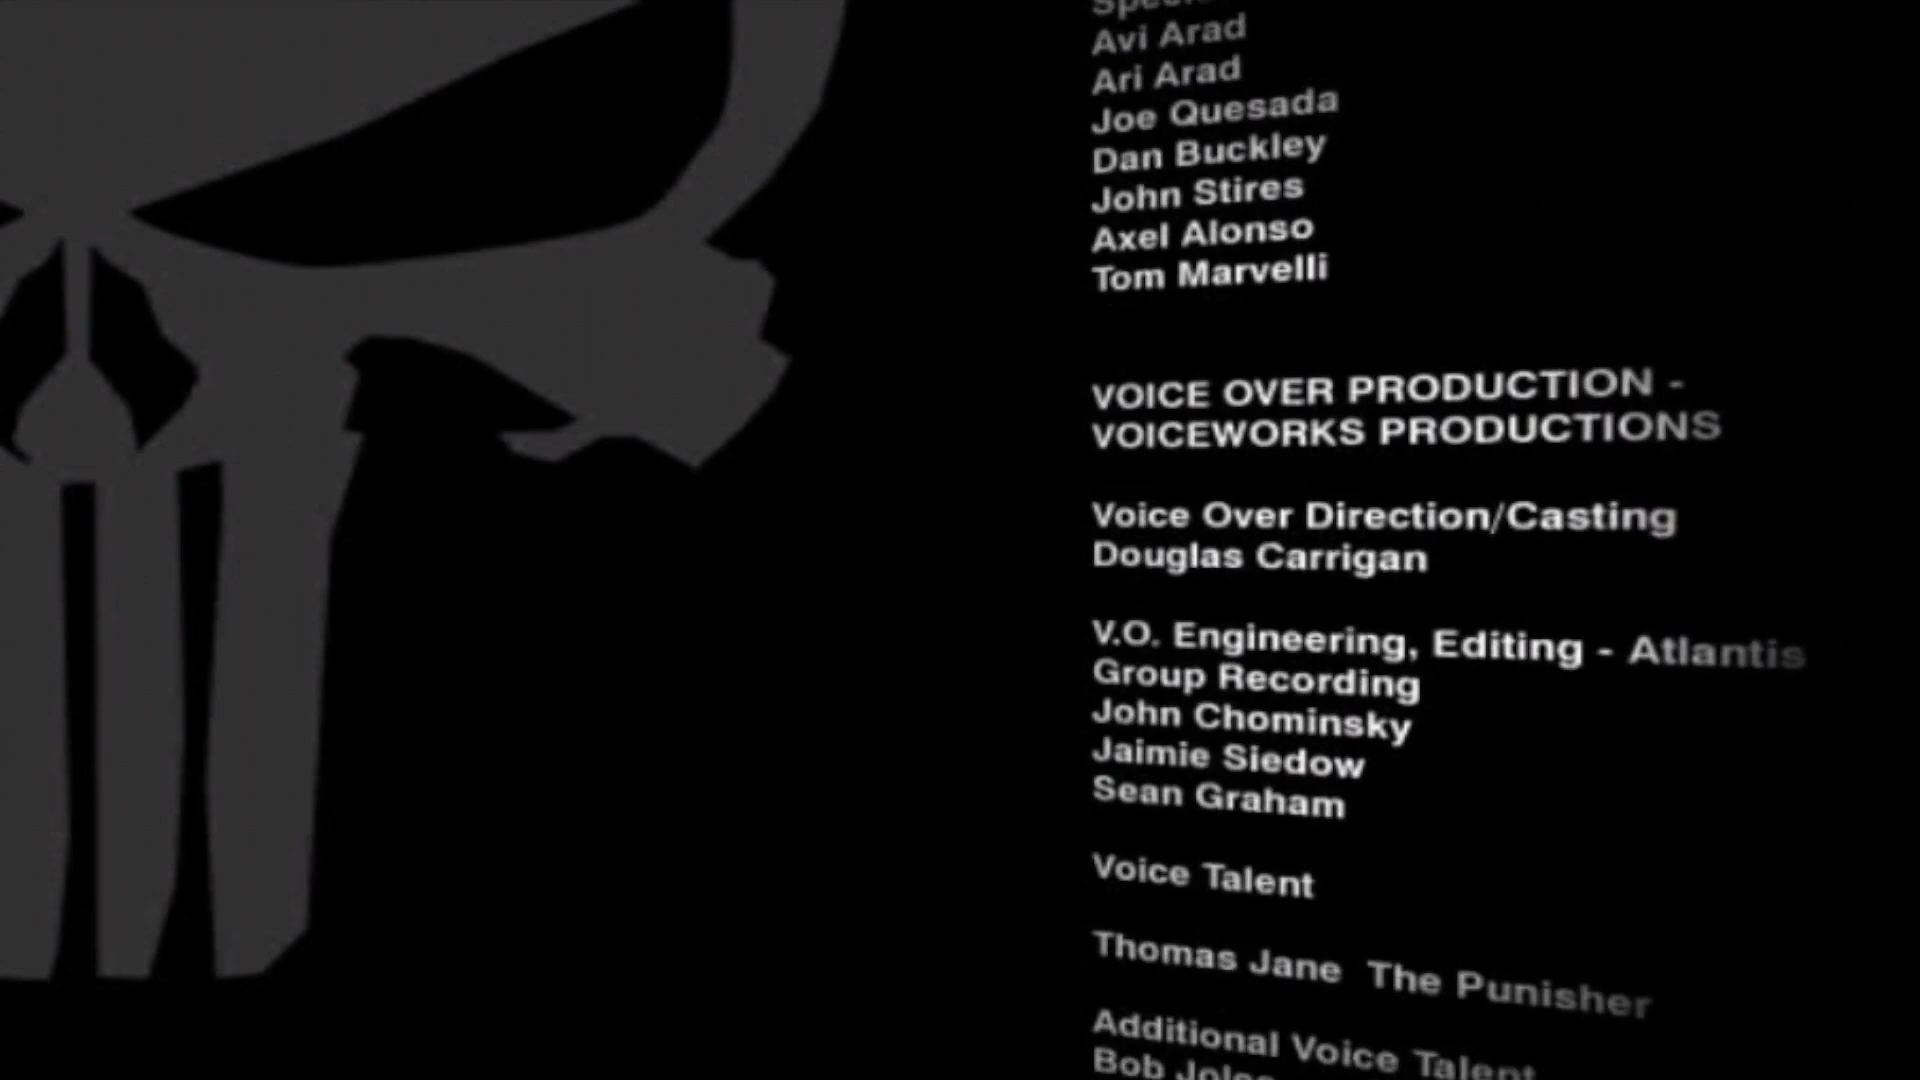 Avi Arad
Ari Arad
Joe Quesada
Dan Buckley
John Stires
Axel Alonso
Tom Marvelli
VOICE OVER PRODUCTION -
VOICEWORKS PRODUCTIONS
Voice Over Direction/Casting
Douglas Carrigan
V.O. Engineering, Editing - Atlantis
Group Recording
John Chominsky
Jaimie Siedow
Sean Graham
Voice Talent
Thomas Jane The Punisher
Additional Voice Talent
Bob